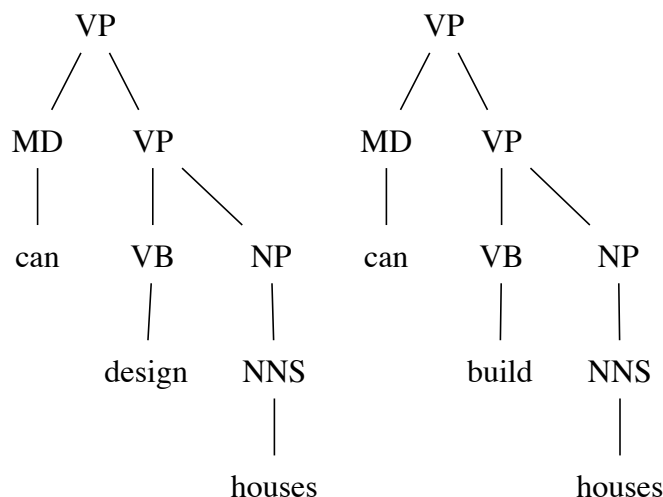 VP VP
MD VP MD VP
can VB NP can VB NP
design NNS build NNS
houses houses